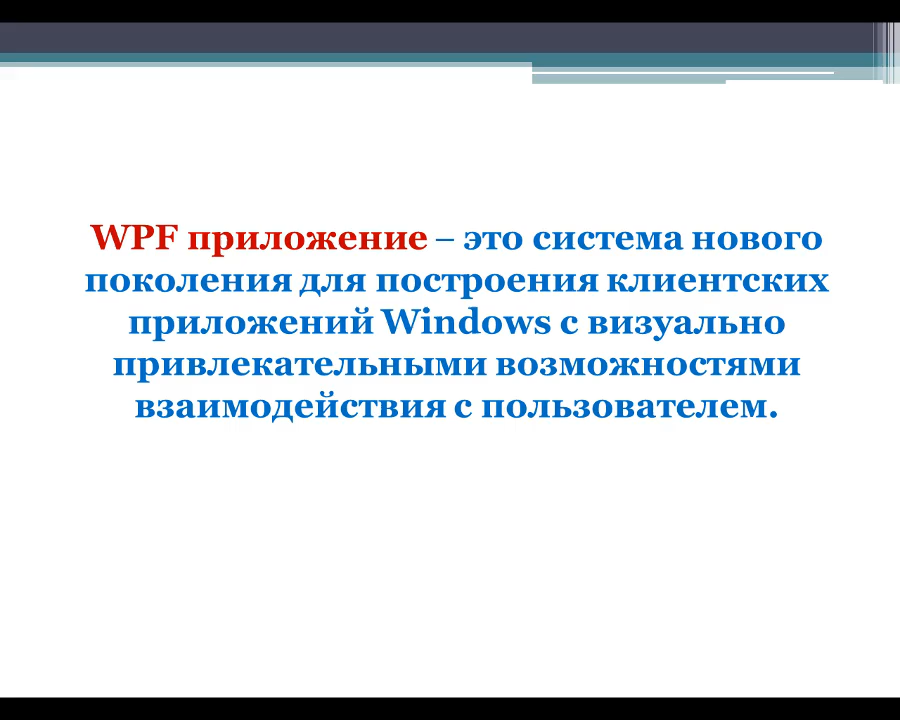 WPF приложение – это система нового
поколения для построения клиентских
приложений Windows с визуально
привлекательными возможностями
взаимодействия с пользователем.